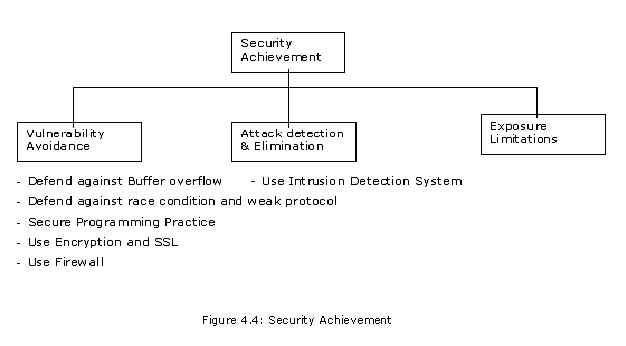 Security
Achievement
Vulnerability
Avoidance
Attack detection
& Elimination
Exposure
Limitations
- Defend against Buffer overflow - Use Intrusion Detection System
- Defend against race condition and weak protocol
- Secure Programming Practice
- Use Encryption and SSL
- Use Firewall
Figure 4.4: Security Achievement